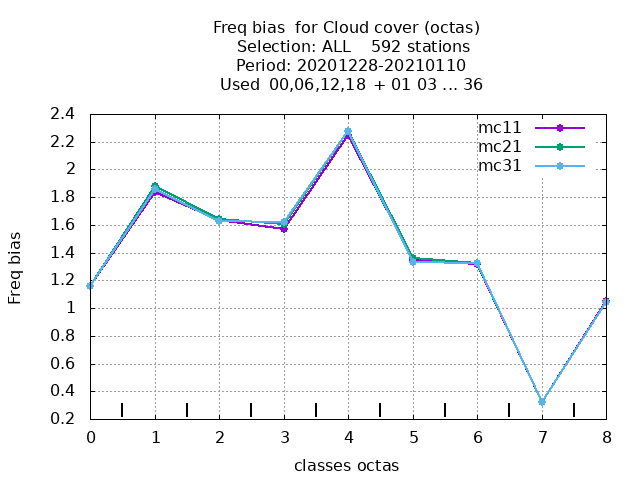 Freq bias  for Cloud cover (octas)
Selection: ALL    592 stations
Period: 20201228-20210110
Used  00,06,12,18  + 01 03 ... 36
mc11
mc21
mc31
Freq bias
2.4
2.2
2
1.8
1.6
1.4
1.2
1
0.8
0.6
0.4
0.2
0 1 2 3 4 5 6 7 8
classes octas